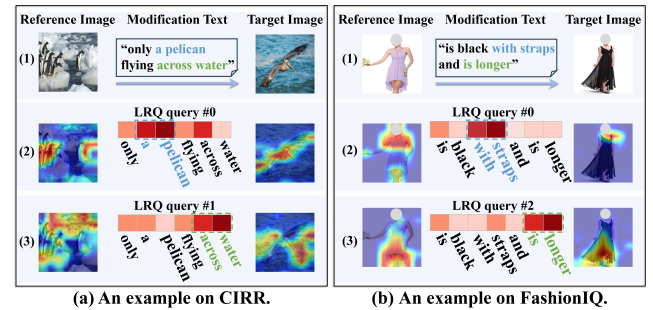 Reference Image Modification Text Target Image
(1)
"only a pelican
flying across water"
LRQ query #0
(2)
only a pelican flying across water
LRQ query #1
(3)
only a pelican flying across water
(a) An example on CIRR.
Reference Image Modification Text Target Image
(1)
"is black with straps
and is longer"
LRQ query #0
(2)
is black with straps and is longer
LRQ query #2
(3)
is black with straps and is longer
(b) An example on FashionIQ.